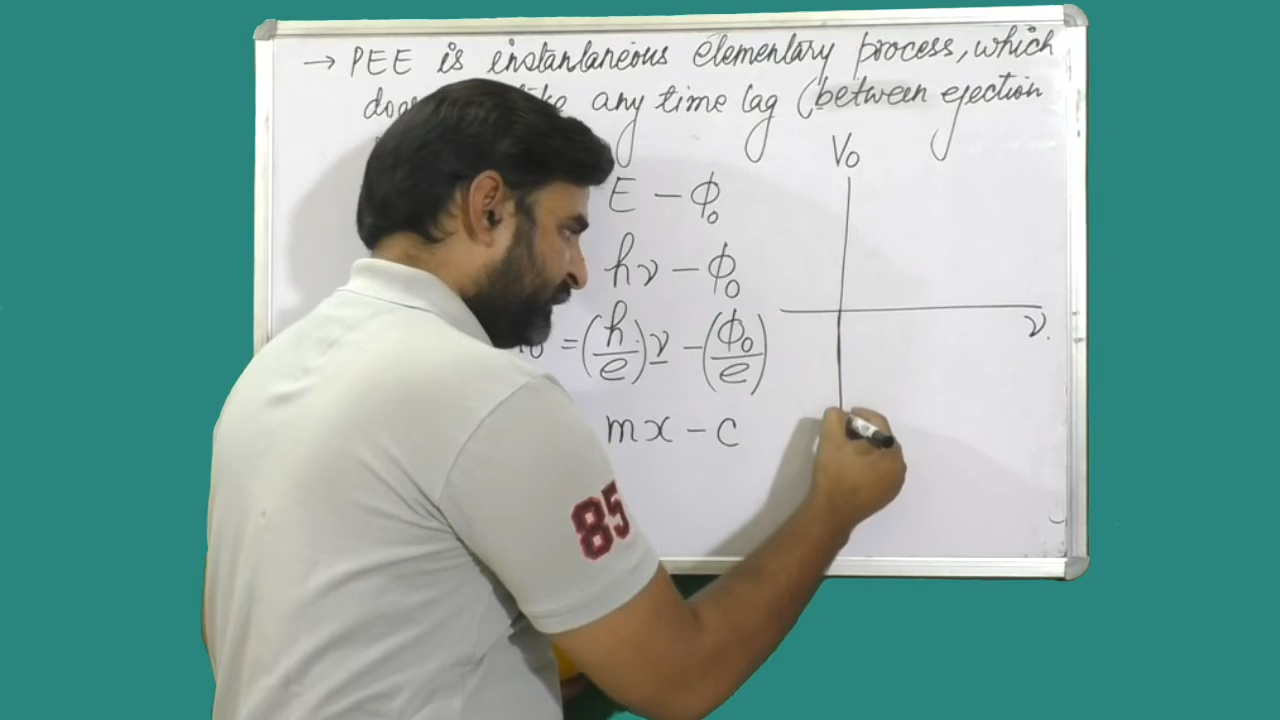 → PEE is instantaneous elementary process, which
any time lag (between ejection
E - ϕ₀
hν - ϕ₀
= (h/e) ν - (ϕ₀/e)
mx - c
V₀
ν
85